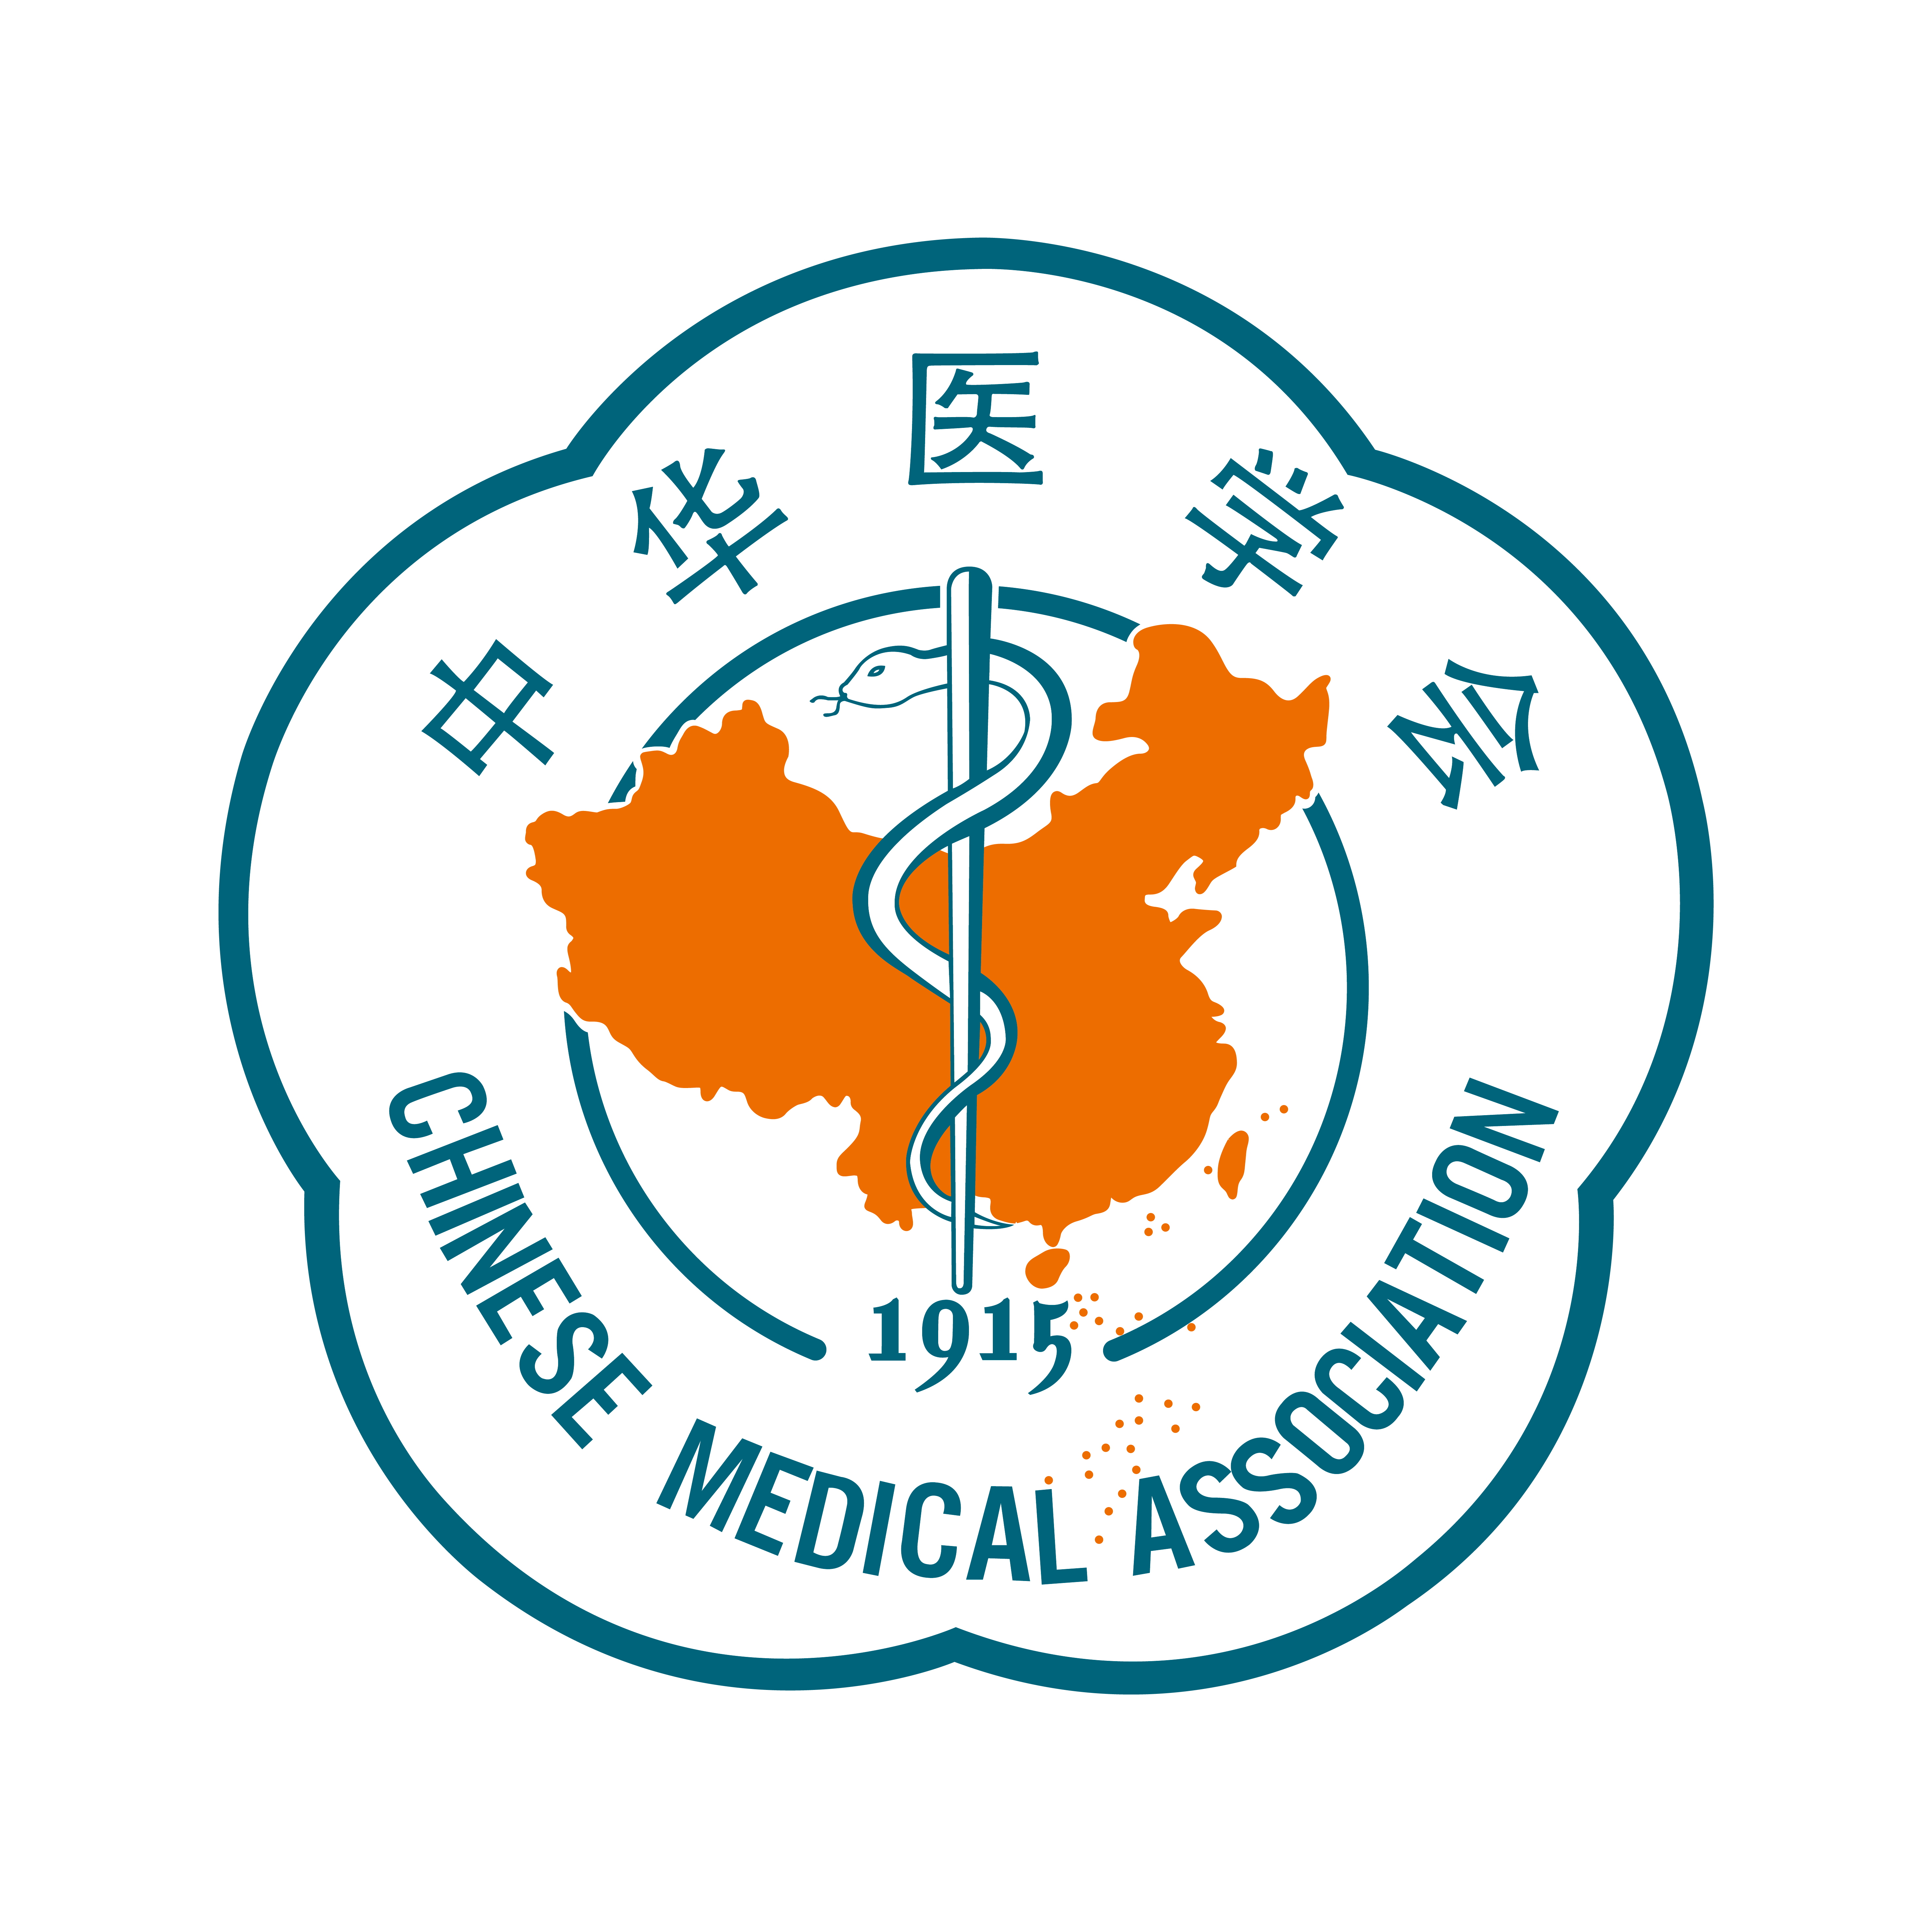 中华医学会
1915
CHINESE MEDICAL ASSOCIATION